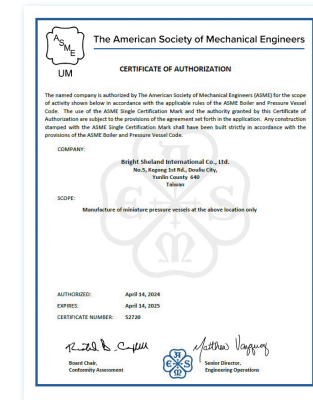 ASME
The American Society of Mechanical Engineers
UM
CERTIFICATE OF AUTHORIZATION
The named company is authorized by The American Society of Mechanical Engineers (ASME) for the scope
of activity shown below in accordance with the applicable rules of the ASME Boiler and Pressure Vessel
Code. The use of the ASME Single Certification Mark and the authority granted by this Certificate of
Authorization are subject to the provisions of the agreement set forth in the application. Any construction
stamped with the ASME Single Certification Mark shall have been built strictly in accordance with the
provisions of the ASME Boiler and Pressure Vessel Code.
COMPANY:
Bright Sheland International Co., Ltd.
No.5, Kegong 1st Rd., Douliu City,
Yunlin County 640
Taiwan
SCOPE:
Manufacture of miniature pressure vessels at the above location only
AUTHORIZED: April 14, 2024
EXPIRES: April 14, 2025
CERTIFICATE NUMBER: 52720
Board Chair,
Conformity Assessment
Senior Director,
Engineering Operations